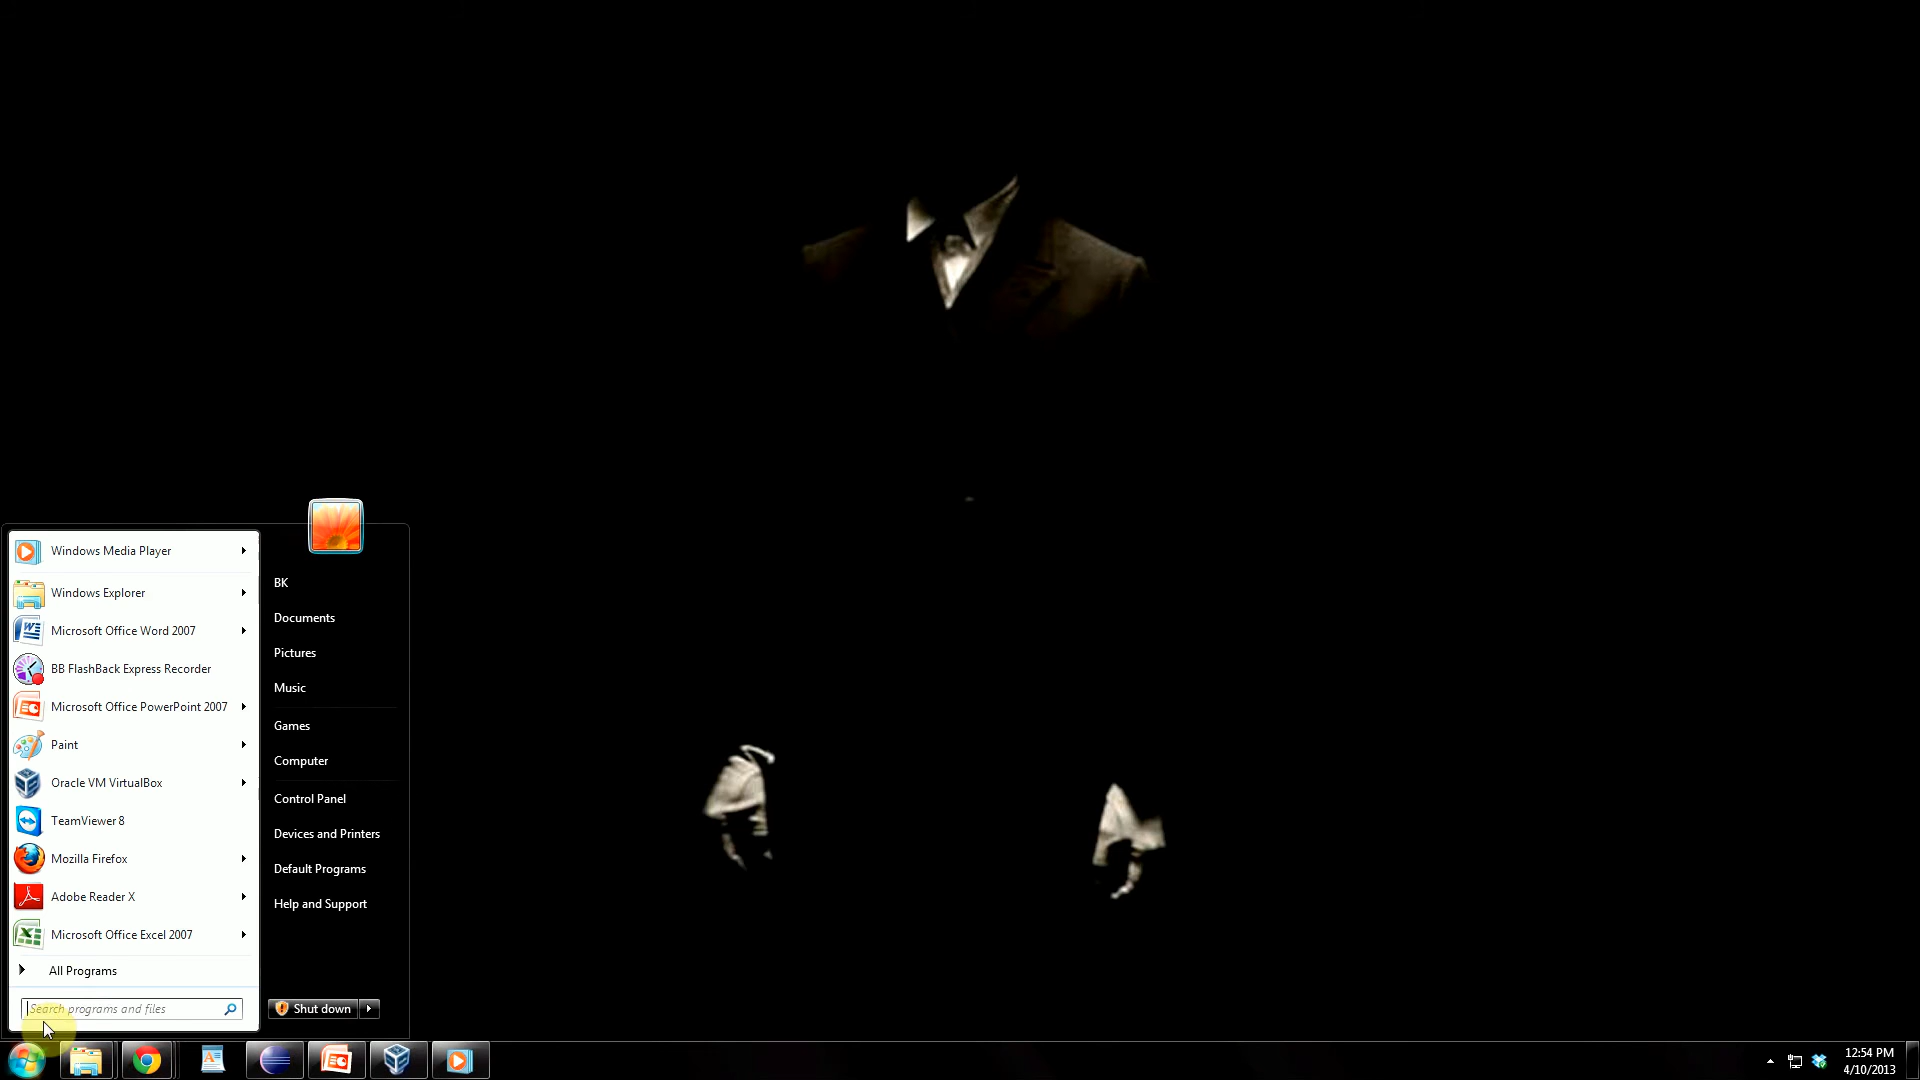 Windows Media Player
Windows Explorer
Microsoft Office Word 2007
BB FlashBack Express Recorder
Microsoft Office PowerPoint 2007
Paint
Oracle VM VirtualBox
TeamViewer 8
Mozilla Firefox
Adobe Reader X
Microsoft Office Excel 2007
All Programs
Search programs and files
BK
Documents
Pictures
Music
Games
Computer
Control Panel
Devices and Printers
Default Programs
Help and Support
Shut down
12:54 PM
4/10/2013